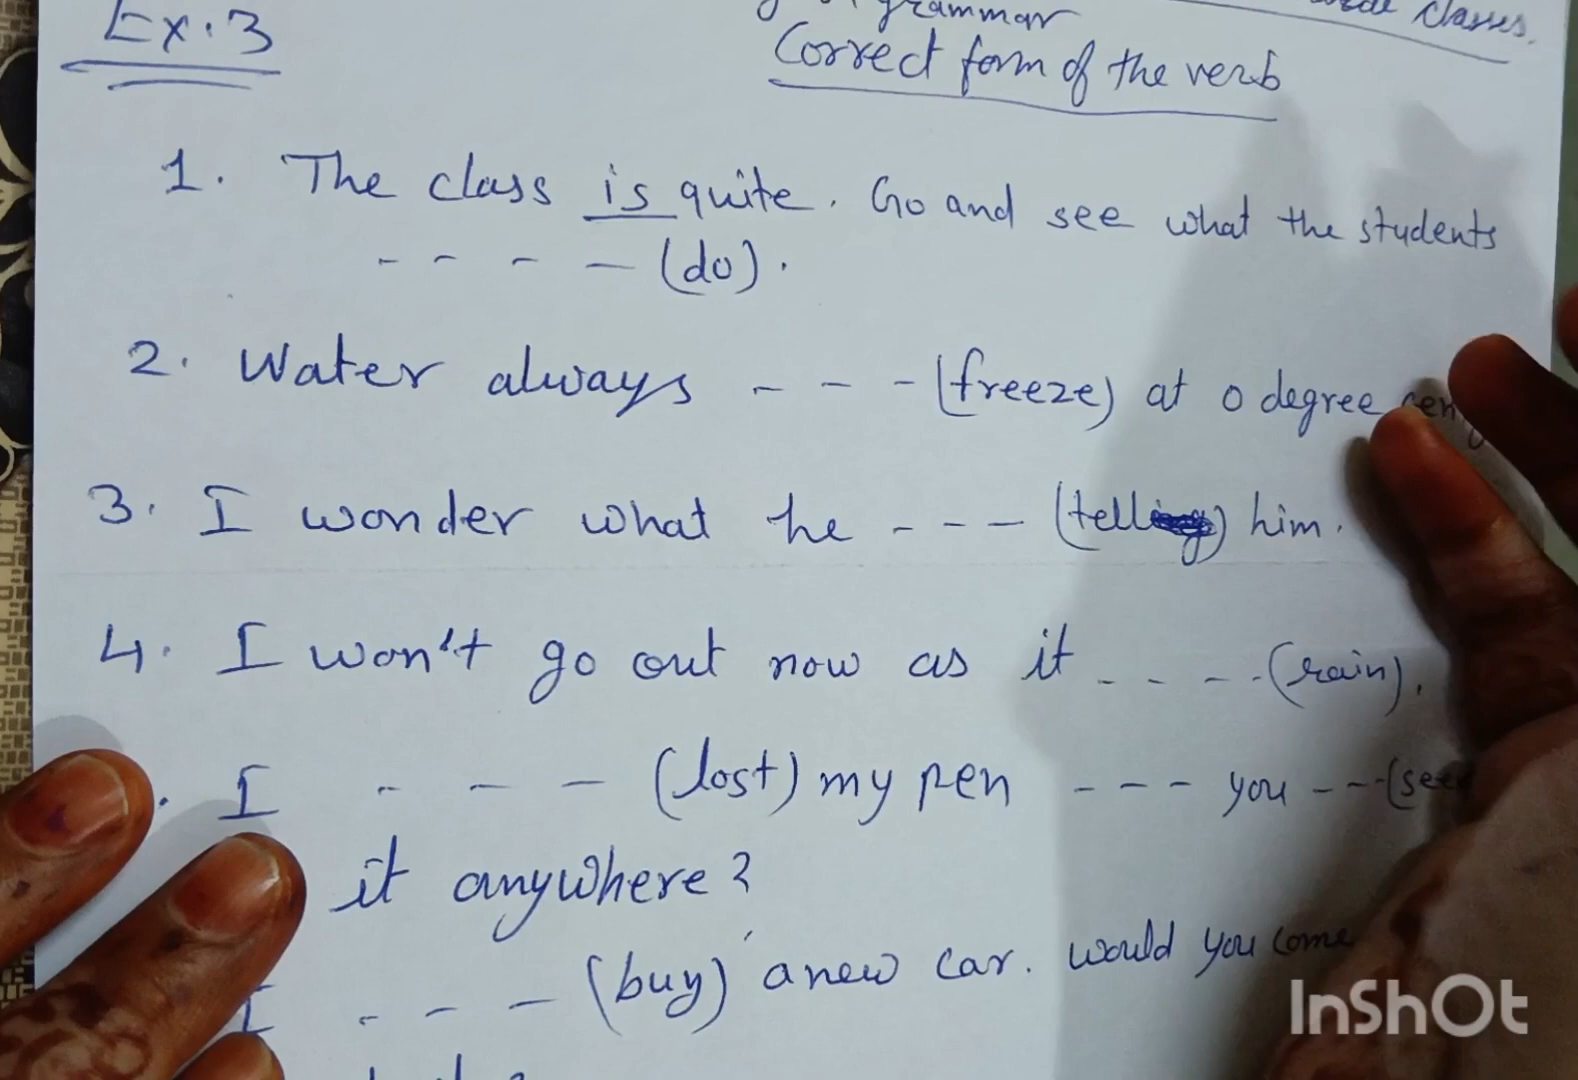 Ex. 3
grammar
classes.
Correct form of the verb
1. The class is quite. Go and see what the students
- - - - (do).
2. Water always - - - (freeze) at 0 degree
3. I wonder what he - - - (tell) him.
4. I won't go out now as it - - - - (rain).
. I - - - (lost) my pen - - - you - - - (see
it anywhere?
I - - - (buy) a new car. would you come
InShOt